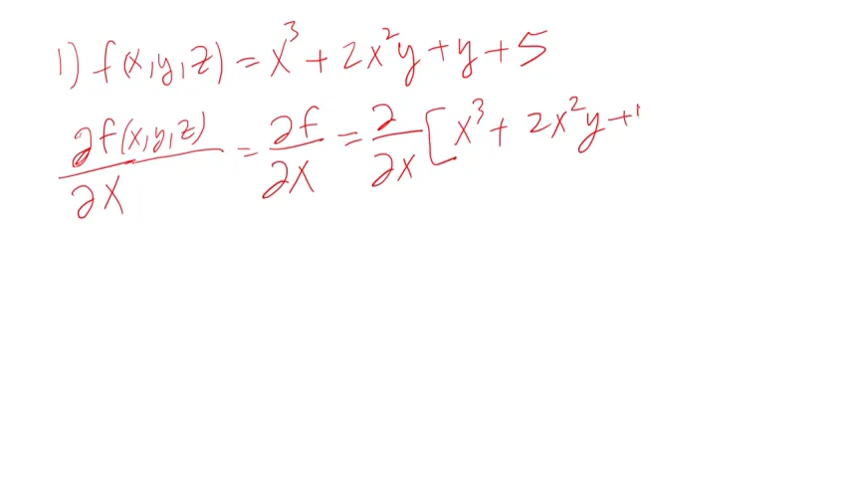 1) f(x,y,z) = x³ + 2x²y + y + 5
∂f(x,y,z)/∂x = ∂f/∂x = ∂/∂x [x³ + 2x²y +